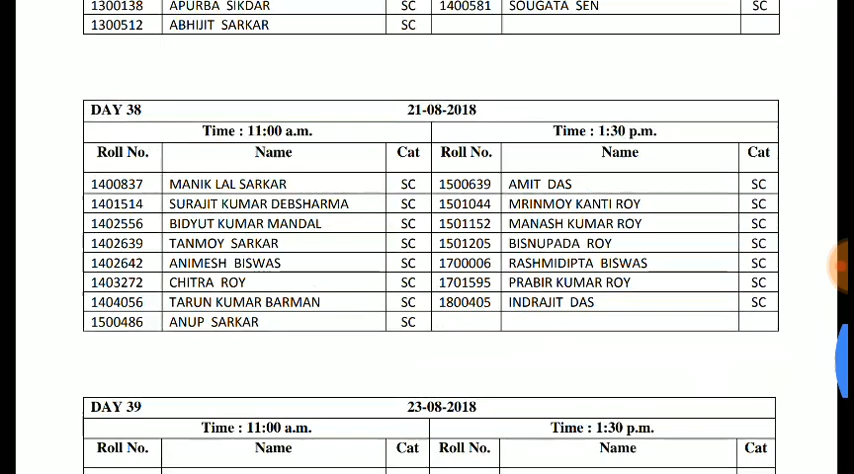 1300138 APURBA SIKDAR SC 1400581 SOUGATA SEN SC
1300512 ABHIJIT SARKAR SC
DAY 38 21-08-2018
Time : 11:00 a.m. Time : 1:30 p.m.
Roll No. Name Cat Roll No. Name Cat
1400837 MANIK LAL SARKAR SC 1500639 AMIT DAS SC
1401514 SURAJIT KUMAR DEBSHARMA SC 1501044 MRINMOY KANTI ROY SC
1402556 BIDYUT KUMAR MANDAL SC 1501152 MANASH KUMAR ROY SC
1402639 TANMOY SARKAR SC 1501205 BISNUPADA ROY SC
1402642 ANIMESH BISWAS SC 1700006 RASHMIDIPTA BISWAS SC
1403272 CHITRA ROY SC 1701595 PRABIR KUMAR ROY SC
1404056 TARUN KUMAR BARMAN SC 1800405 INDRAJIT DAS SC
1500486 ANUP SARKAR SC
DAY 39 23-08-2018
Time : 11:00 a.m. Time : 1:30 p.m.
Roll No. Name Cat Roll No. Name Cat